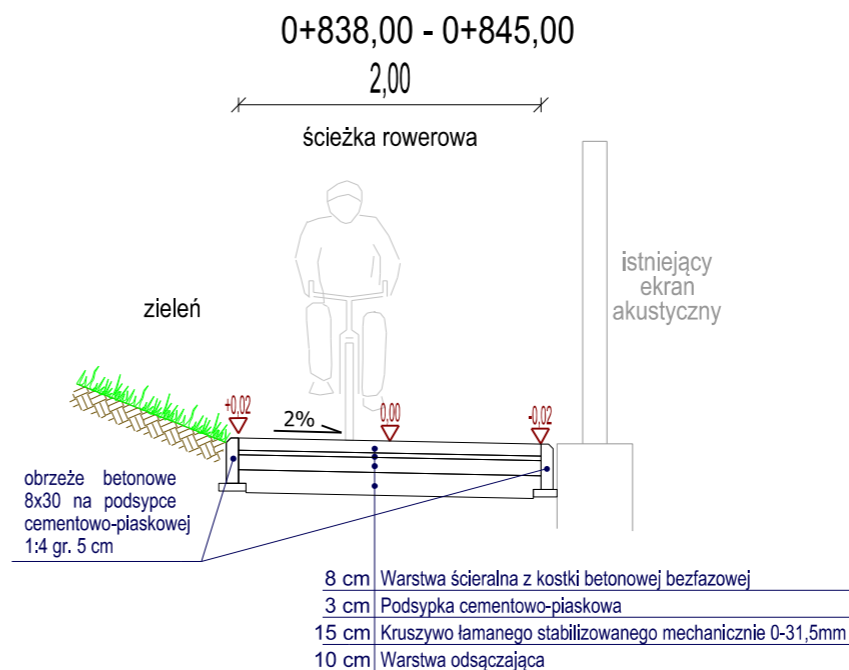 0+838,00 - 0+845,00
2,00
ścieżka rowerowa
istniejący
ekran
akustyczny
zieleń
+0,02
2%
0,00
-0,02
obrzeże betonowe
8x30 na podsypce
cementowo-piaskowej
1:4 gr. 5 cm
8 cm Warstwa ścieralna z kostki betonowej bezfazowej
3 cm Podsypka cementowo-piaskowa
15 cm Kruszywo łamanego stabilizowanego mechanicznie 0-31,5mm
10 cm Warstwa odsączająca